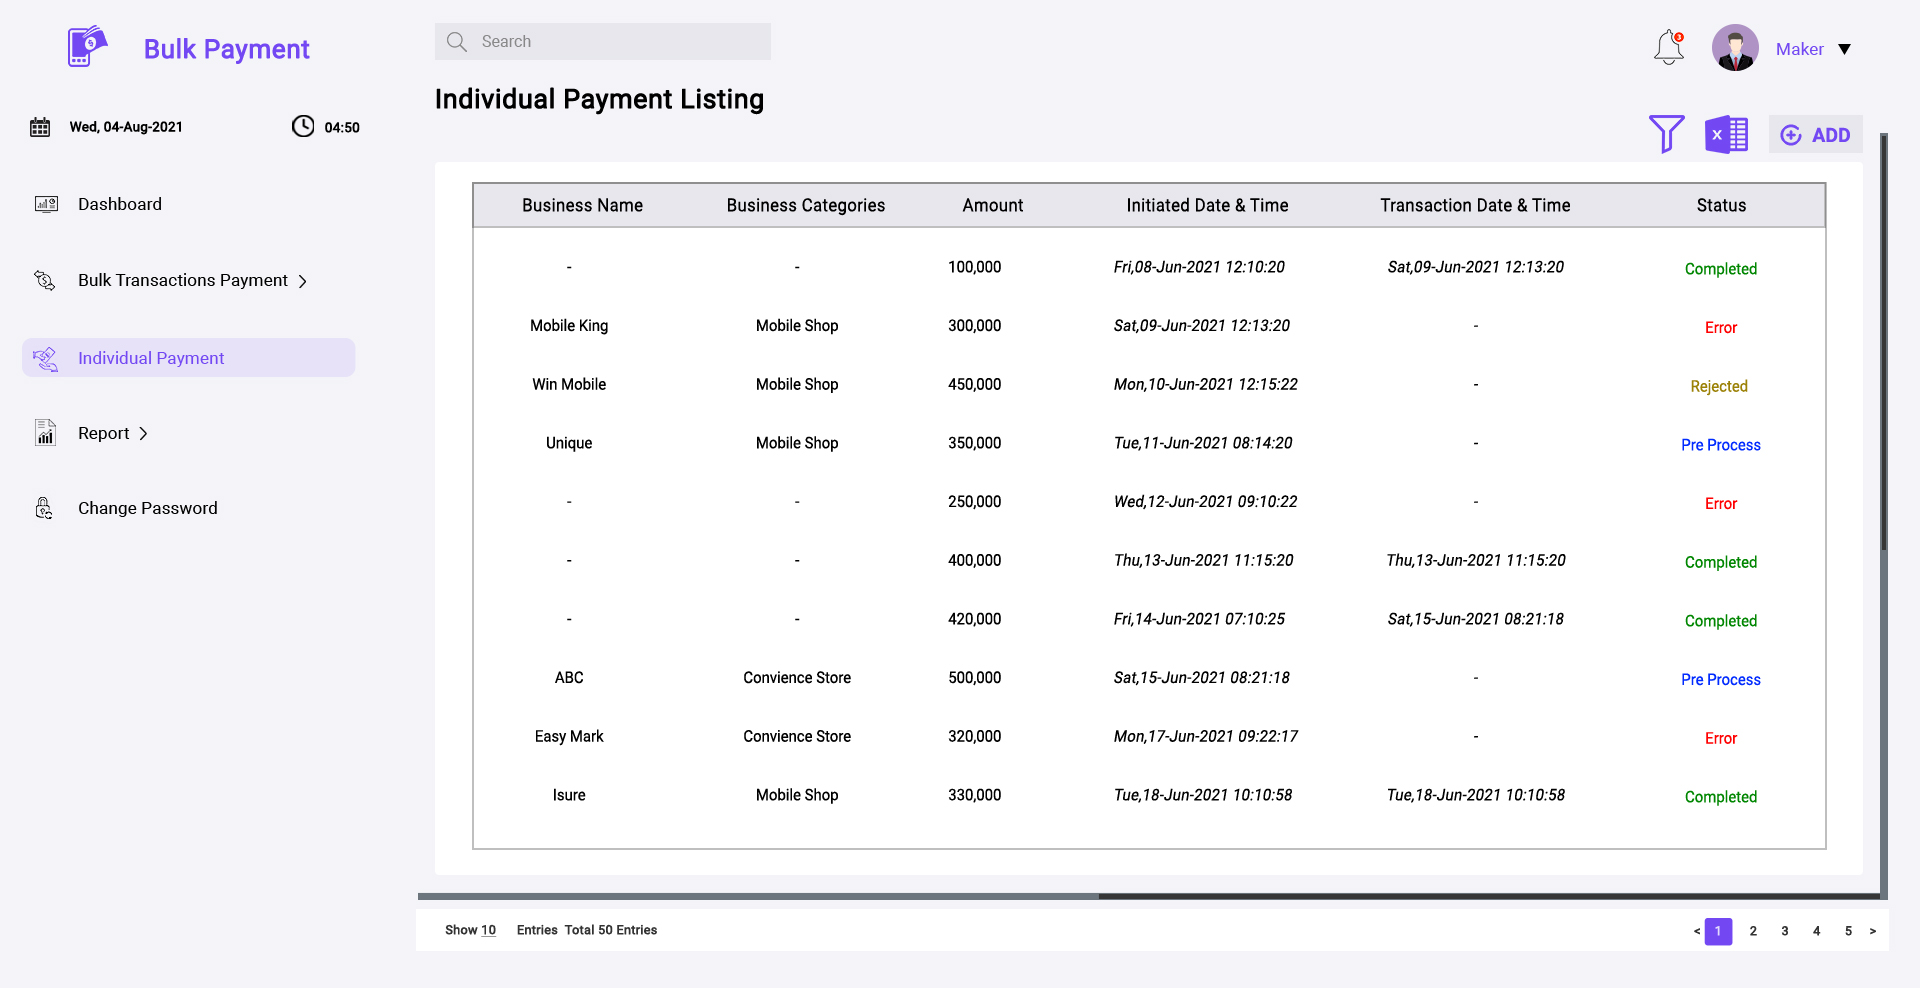 Bulk Payment
Search
3
Maker
Individual Payment Listing
Wed, 04-Aug-2021
04:50
X
ADD
Dashboard
Bulk Transactions Payment >
Individual Payment
Report >
Change Password
Business Name Business Categories Amount Initiated Date & Time Transaction Date & Time Status
- - 100,000 Fri,08-Jun-2021 12:10:20 Sat,09-Jun-2021 12:13:20 Completed
Mobile King Mobile Shop 300,000 Sat,09-Jun-2021 12:13:20 - Error
Win Mobile Mobile Shop 450,000 Mon,10-Jun-2021 12:15:22 - Rejected
Unique Mobile Shop 350,000 Tue,11-Jun-2021 08:14:20 - Pre Process
- - 250,000 Wed,12-Jun-2021 09:10:22 - Error
- - 400,000 Thu,13-Jun-2021 11:15:20 Thu,13-Jun-2021 11:15:20 Completed
- - 420,000 Fri,14-Jun-2021 07:10:25 Sat,15-Jun-2021 08:21:18 Completed
ABC Convience Store 500,000 Sat,15-Jun-2021 08:21:18 - Pre Process
Easy Mark Convience Store 320,000 Mon,17-Jun-2021 09:22:17 - Error
Isure Mobile Shop 330,000 Tue,18-Jun-2021 10:10:58 Tue,18-Jun-2021 10:10:58 Completed
Show 10 Entries Total 50 Entries
< 1 2 3 4 5 >